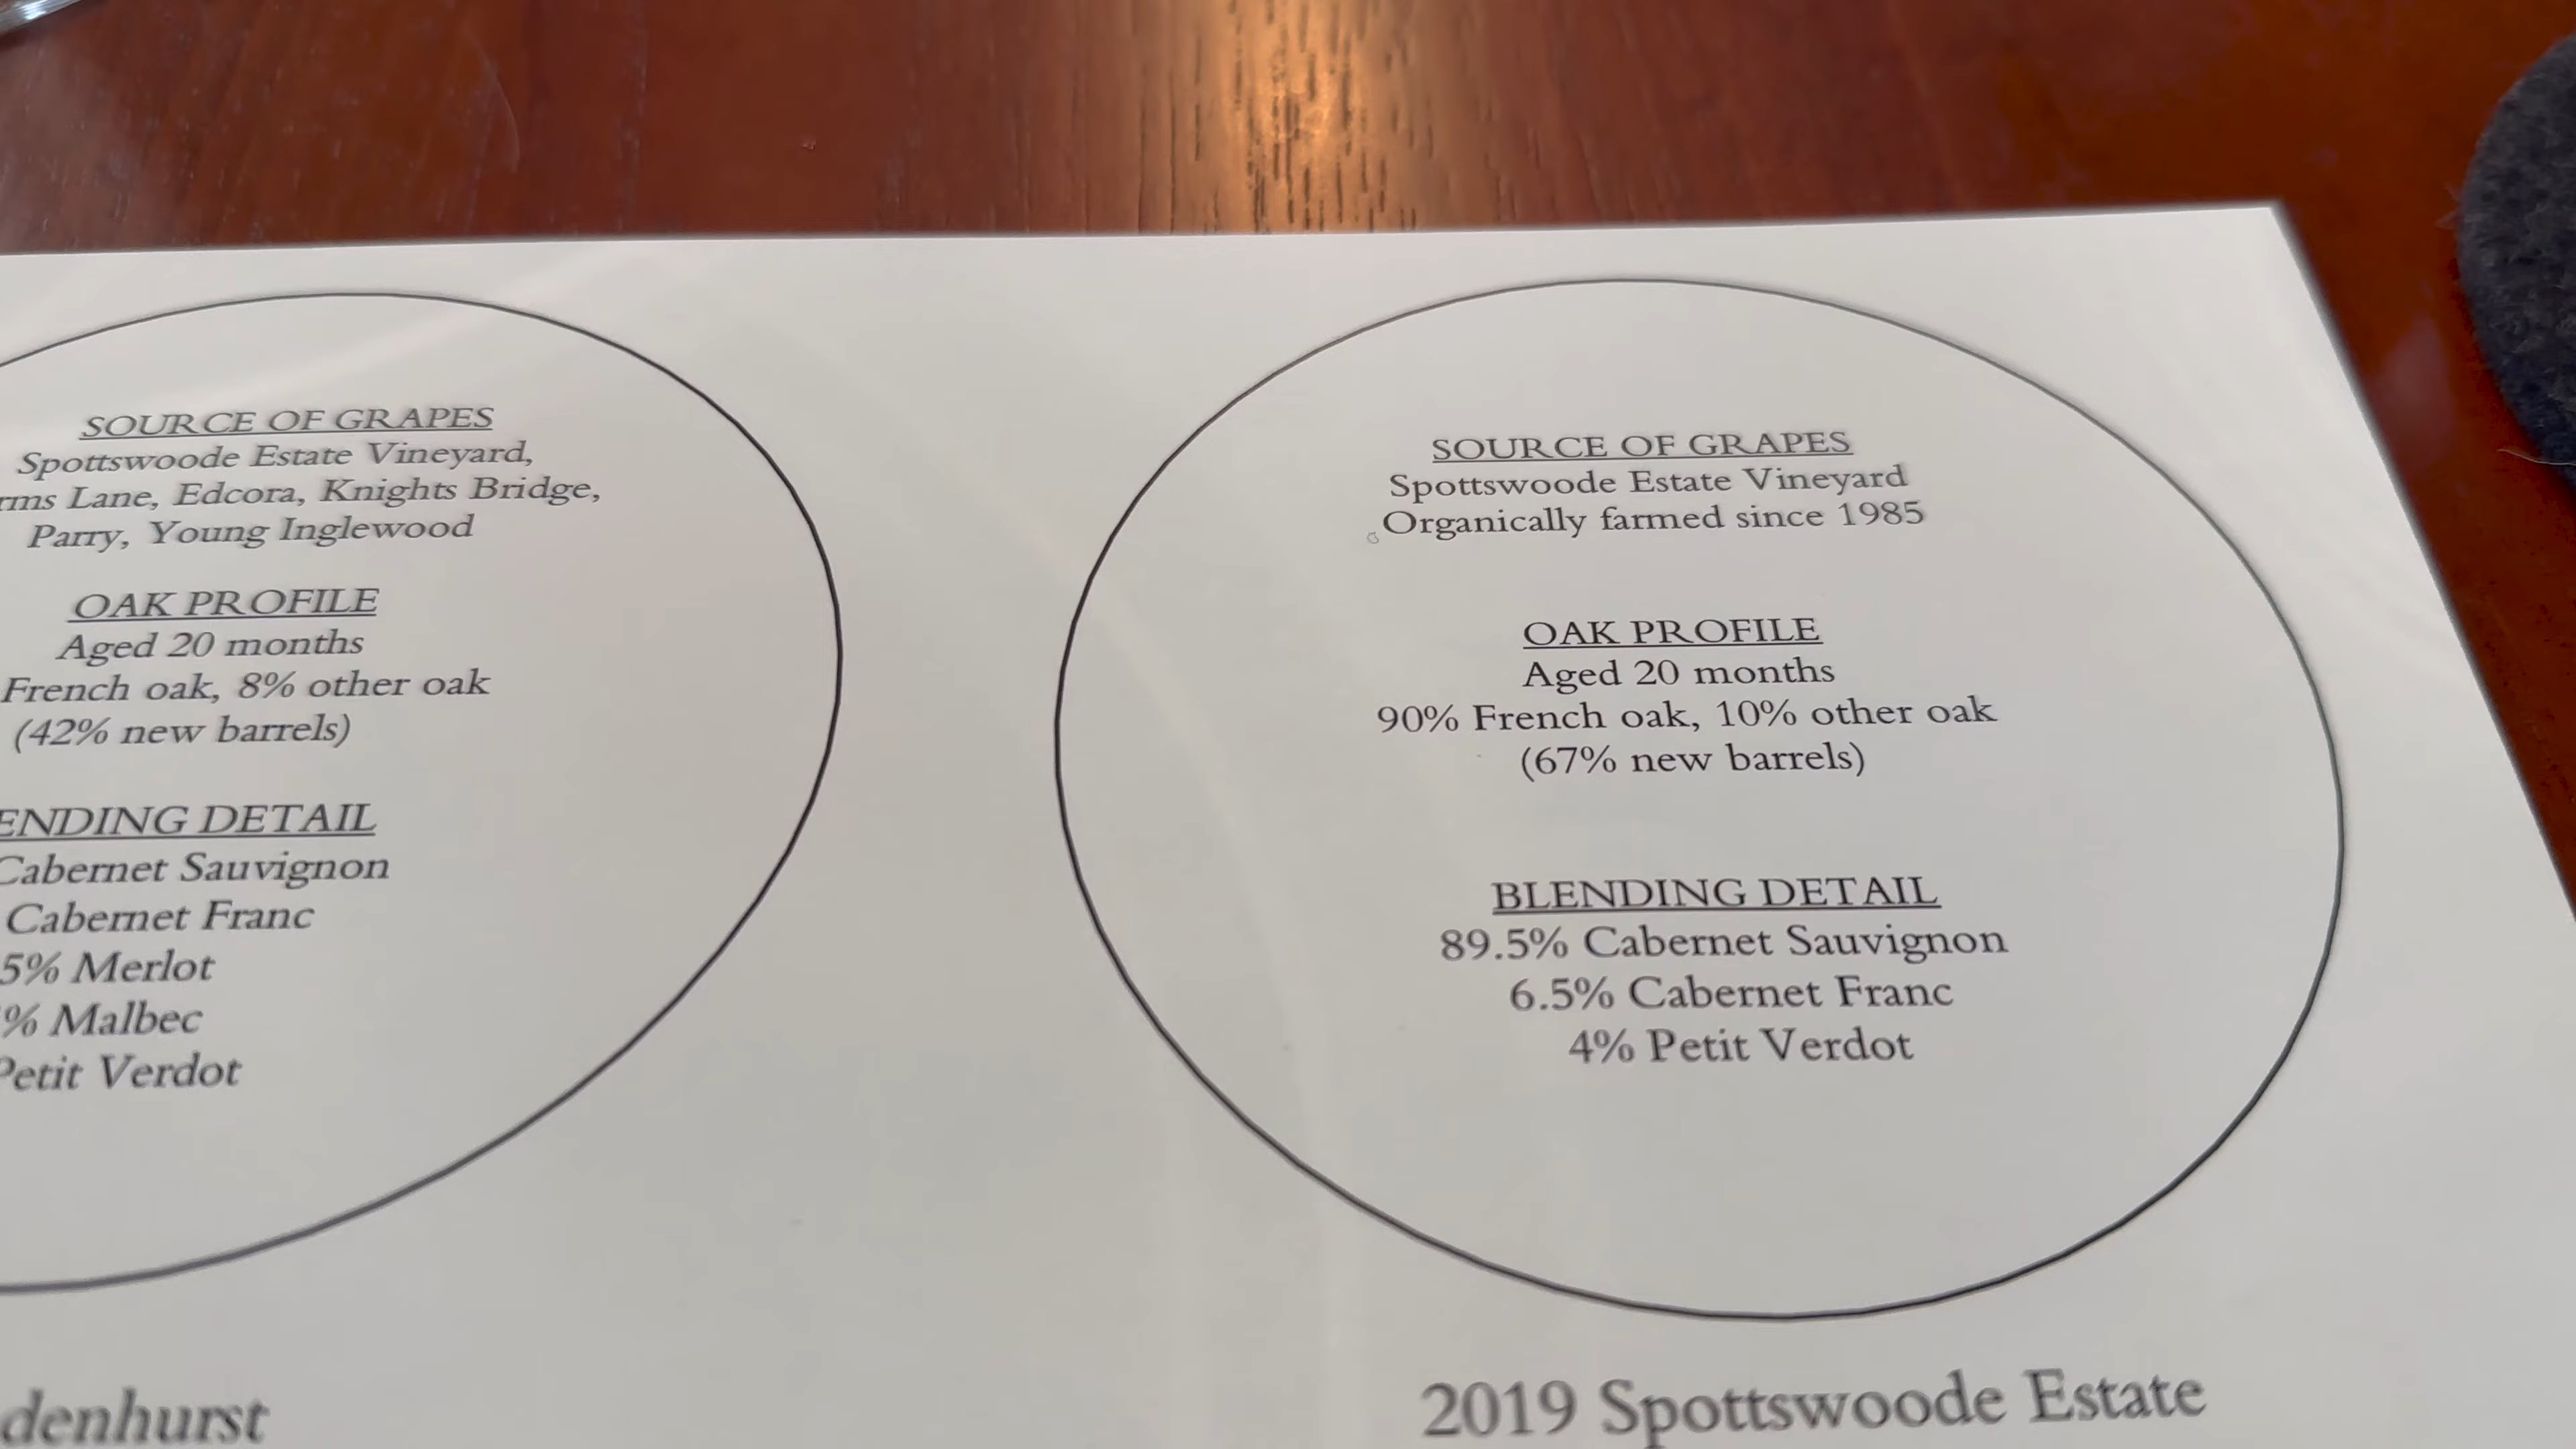 SOURCE OF GRAPES
Spottswoode Estate Vineyard,
Lane, Edcora, Knights Bridge,
Parry, Young Inglewood
OAK PROFILE
Aged 20 months
French oak, 8% other oak
(42% new barrels)
DETAIL
Cabernet Sauvignon
Cabernet Franc
5% Merlot
% Malbec
Petit Verdot
SOURCE OF GRAPES
Spottswoode Estate Vineyard
Organically farmed since 1985
OAK PROFILE
Aged 20 months
90% French oak, 10% other oak
(67% new barrels)
BLENDING DETAIL
89.5% Cabernet Sauvignon
6.5% Cabernet Franc
4% Petit Verdot
2019 Spottswoode Estate